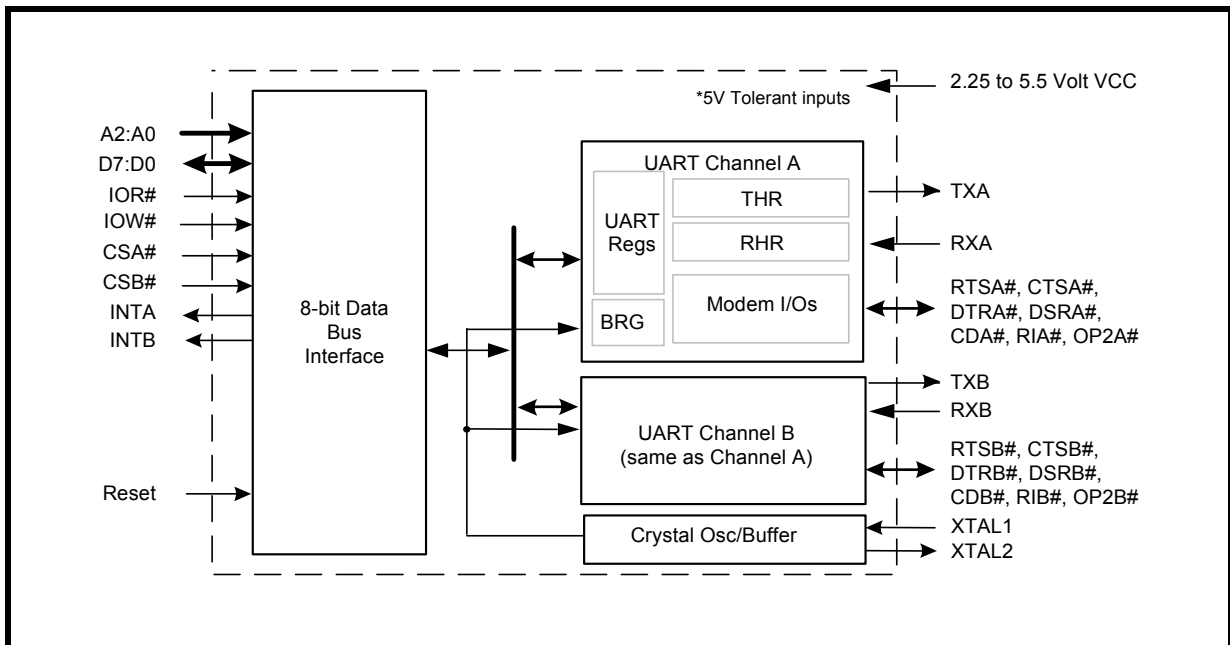 2.25 to 5.5 Volt VCC
*5V Tolerant inputs
A2:A0
D7:D0
IOR#
IOW#
CSA#
CSB#
INTA
INTB
Reset
8-bit Data
Bus
Interface
UART Channel A
UART
Regs
THR
RHR
BRG
Modem I/Os
TXA
RXA
RTSA#, CTSA#,
DTRA#, DSRA#,
CDA#, RIA#, OP2A#
UART Channel B
(same as Channel A)
TXB
RXB
RTSB#, CTSB#,
DTRB#, DSRB#,
CDB#, RIB#, OP2B#
Crystal Osc/Buffer
XTAL1
XTAL2